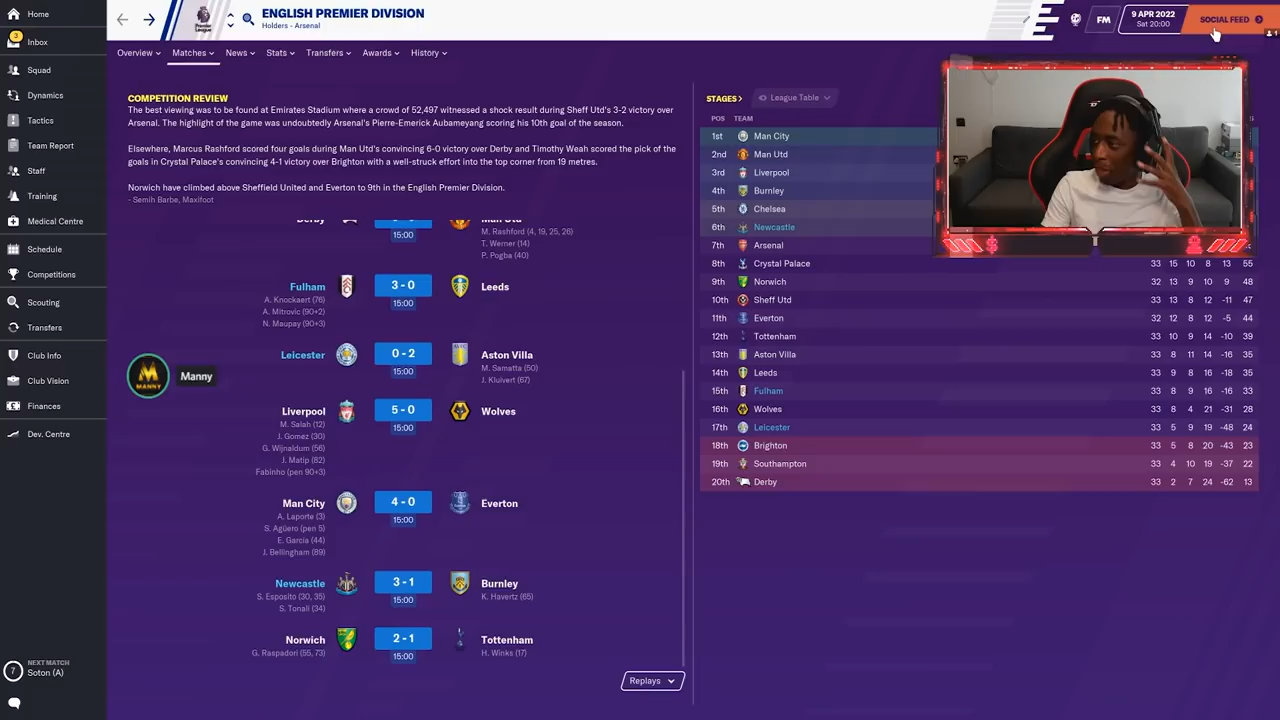 Home
3
Inbox
Squad
Dynamics
Tactics
Team Report
Staff
Training
Medical Centre
Schedule
Competitions
Scouting
Transfers
Club Info
Club Vision
Finances
Dev. Centre
7
NEXT MATCH
Soton (A)
ENGLISH PREMIER DIVISION
Holders - Arsenal
FM
9 APR 2022
Sat 20:00
SOCIAL FEED
1
Overview
Matches
News
Stats
Transfers
Awards
History
COMPETITION REVIEW
The best viewing was to be found at Emirates Stadium where a crowd of 52,497 witnessed a shock result during Sheff Utd's 3-2 victory over
Arsenal. The highlight of the game was undoubtedly Arsenal's Pierre-Emerick Aubameyang scoring his 10th goal of the season.
Elsewhere, Marcus Rashford scored four goals during Man Utd's convincing 6-0 victory over Derby and Timothy Weah scored the pick of the
goals in Crystal Palace's convincing 4-1 victory over Brighton with a well-struck effort into the top corner from 19 metres.
Norwich have climbed above Sheffield United and Everton to 9th in the English Premier Division.
- Semih Barbe, Maxifoot
Derby Man Utd
15:00
M. Rashford (4, 19, 25, 26)
T. Werner (14)
P. Pogba (40)
Fulham 3 - 0 Leeds
15:00
A. Knockaert (76)
A. Mitrovic (90+2)
N. Maupay (90+3)
Leicester 0 - 2 Aston Villa
15:00
M. Samatta (50)
J. Kluivert (67)
MANNY
Manny
Liverpool 5 - 0 Wolves
15:00
M. Salah (12)
J. Gomez (30)
G. Wijnaldum (56)
J. Matip (82)
Fabinho (pen 90+3)
Man City 4 - 0 Everton
15:00
A. Laporte (3)
S. Agüero (pen 5)
E. García (44)
J. Bellingham (89)
Newcastle 3 - 1 Burnley
15:00
S. Esposito (30, 35)
S. Tonali (34)
K. Havertz (65)
Norwich 2 - 1 Tottenham
15:00
G. Raspadori (55, 73)
H. Winks (17)
Replays
STAGES
League Table
POS TEAM
1st Man City
2nd Man Utd
3rd Liverpool
4th Burnley
5th Chelsea
6th Newcastle
7th Arsenal
8th Crystal Palace 33 15 10 8 13 55
9th Norwich 32 13 9 10 9 48
10th Sheff Utd 33 13 8 12 -11 47
11th Everton 32 12 8 12 -5 44
12th Tottenham 33 10 9 14 -10 39
13th Aston Villa 33 8 11 14 -16 35
14th Leeds 33 9 8 16 -18 35
15th Fulham 33 8 9 16 -16 33
16th Wolves 33 8 4 21 -31 28
17th Leicester 33 5 9 19 -48 24
18th Brighton 33 5 8 20 -43 23
19th Southampton 33 4 10 19 -37 22
20th Derby 33 2 7 24 -62 13